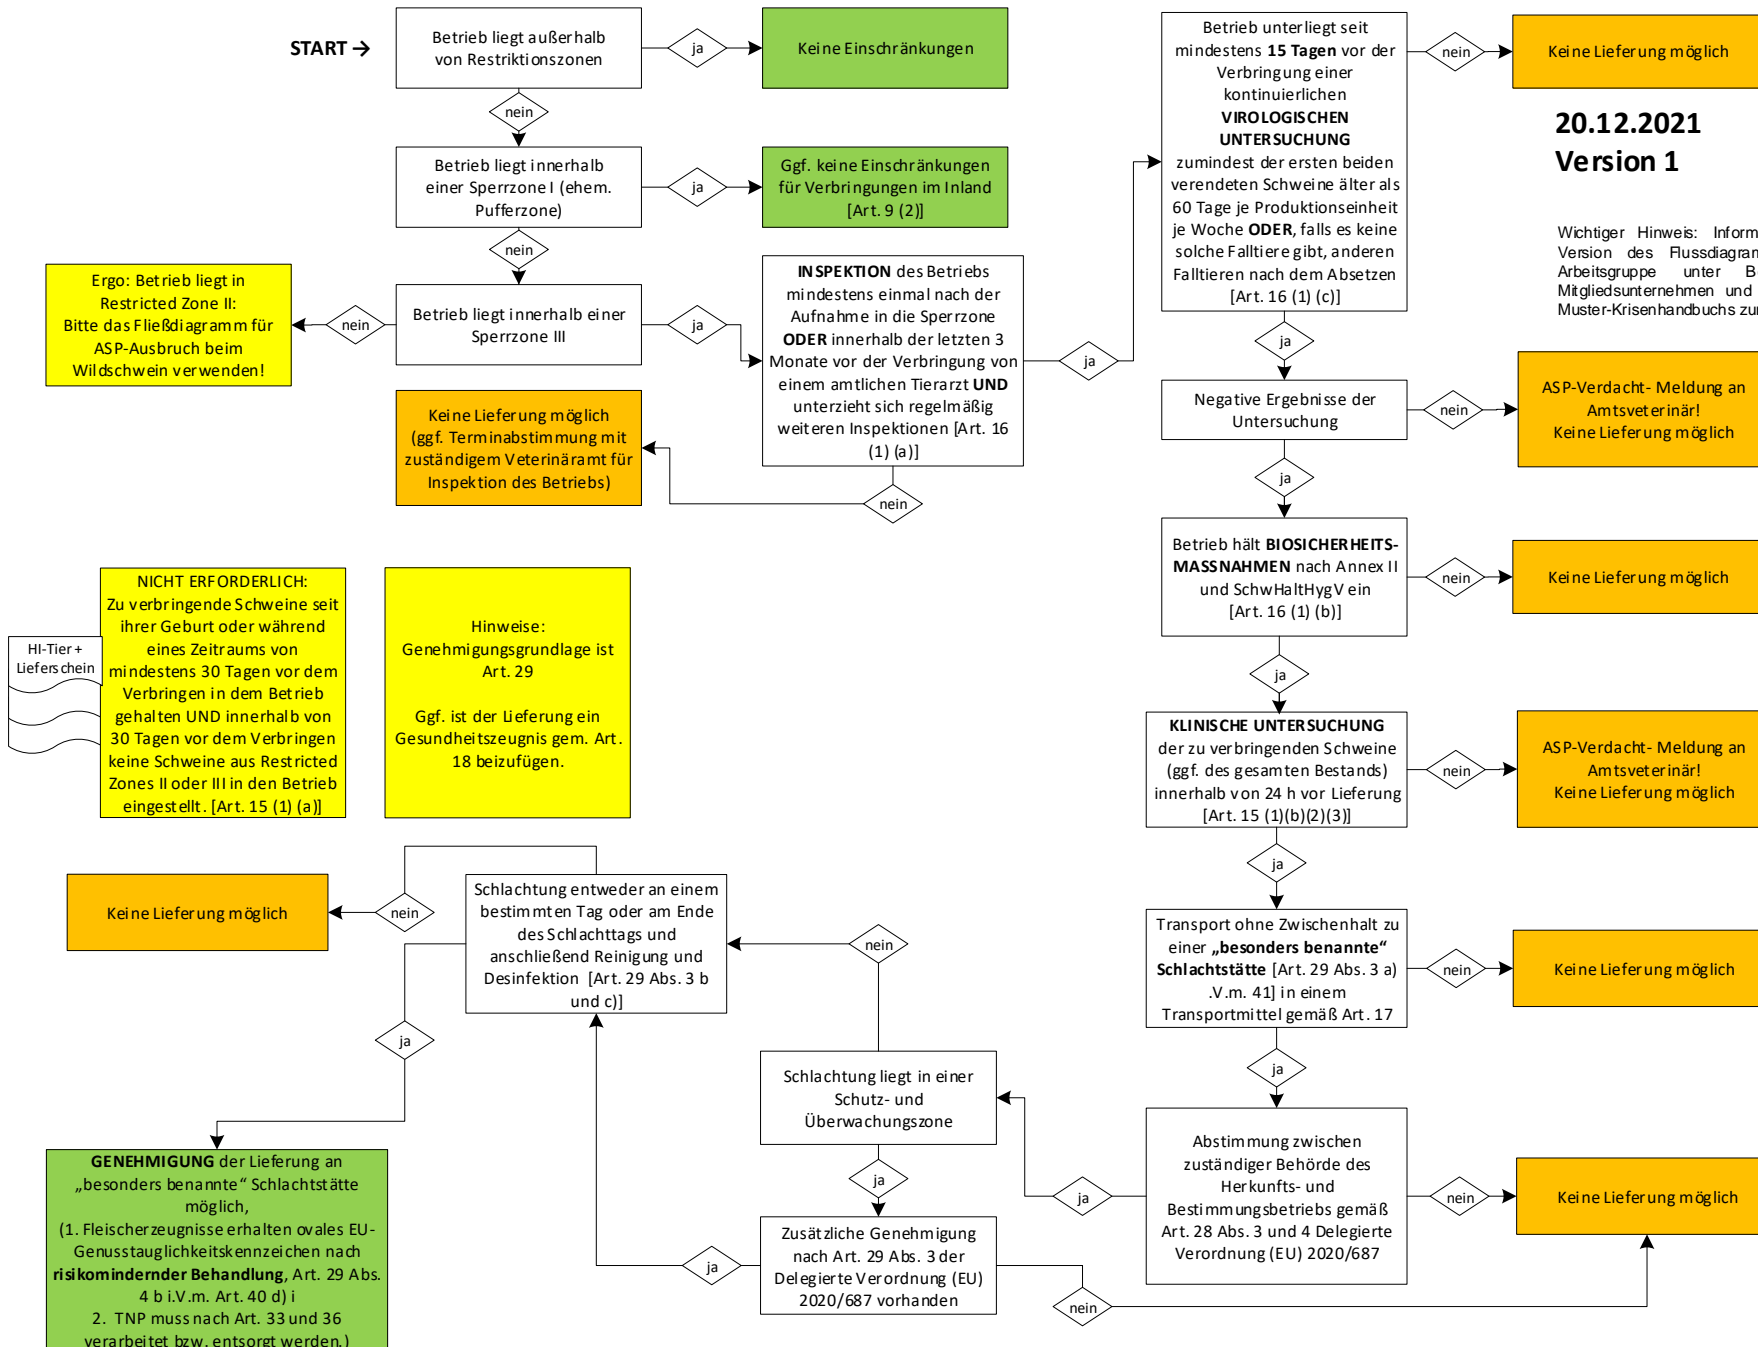 START →
Betrieb liegt außerhalb
von Restriktionszonen
ja
Keine Einschränkungen
nein
Betrieb liegt innerhalb
einer Sperrzone I (ehem.
Pufferzone)
ja
Ggf. keine Einschränkungen
für Verbringungen im Inland
[Art. 9 (2)]
nein
Betrieb liegt innerhalb einer
Sperrzone III
nein
Ergo: Betrieb liegt in
Restricted Zone II:
Bitte das Fließdiagramm für
ASP-Ausbruch beim
Wildschwein verwenden!
ja
INSPEKTION des Betriebs
mindestens einmal nach der
Aufnahme in die Sperrzone
ODER innerhalb der letzten 3
Monate vor der Verbringung von
einem amtlichen Tierarzt UND
unterzieht sich regelmäßig
weiteren Inspektionen [Art. 16
(1) (a)]
nein
Keine Lieferung möglich
(ggf. Terminabstimmung mit
zuständigem Veterinäramt für
Inspektion des Betriebs)
ja
Betrieb unterliegt seit
mindestens 15 Tagen vor der
Verbringung einer
kontinuierlichen
VIROLOGISCHEN
UNTERSUCHUNG
zumindest der ersten beiden
verendeten Schweine älter als
60 Tage je Produktionseinheit
je Woche ODER, falls es keine
solche Falltiere gibt, anderen
Falltieren nach dem Absetzen
[Art. 16 (1) (c)]
nein
Keine Lieferung möglich
20.12.2021
Version 1
Wichtiger Hinweis: Inform
Version des Flussdiagran
Arbeitsgruppe unter B
Mitgliedsunternehmen und
Muster-Krisenhandbuchs zu
ja
Negative Ergebnisse der
Untersuchung
nein
ASP-Verdacht- Meldung an
Amtsveterinär!
Keine Lieferung möglich
ja
Betrieb hält BIOSICHERHEITS-
MASSNAHMEN nach Annex II
und SchwHaltHygV ein
[Art. 16 (1) (b)]
nein
Keine Lieferung möglich
ja
KLINISCHE UNTERSUCHUNG
der zu verbringenden Schweine
(ggf. des gesamten Bestands)
innerhalb von 24 h vor Lieferung
[Art. 15 (1)(b)(2)(3)]
nein
ASP-Verdacht- Meldung an
Amtsveterinär!
Keine Lieferung möglich
ja
Transport ohne Zwischenhalt zu
einer „besonders benannte“
Schlachtstätte [Art. 29 Abs. 3 a)
.V.m. 41] in einem
Transportmittel gemäß Art. 17
nein
Keine Lieferung möglich
ja
Abstimmung zwischen
zuständiger Behörde des
Herkunfts- und
Bestimmungsbetriebs gemäß
Art. 28 Abs. 3 und 4 Delegierte
Verordnung (EU) 2020/687
nein
Keine Lieferung möglich
ja
Schlachtung liegt in einer
Schutz- und
Überwachungszone
ja
Zusätzliche Genehmigung
nach Art. 29 Abs. 3 der
Delegierte Verordnung (EU)
2020/687 vorhanden
nein
ja
nein
Schlachtung entweder an einem
bestimmten Tag oder am Ende
des Schlachttags und
anschließend Reinigung und
Desinfektion [Art. 29 Abs. 3 b
und c)]
nein
Keine Lieferung möglich
ja
GENEHMIGUNG der Lieferung an
„besonders benannte“ Schlachtstätte
möglich,
(1. Fleischerzeugnisse erhalten ovales EU-
Genusstauglichkeitskennzeichen nach
risikomindernder Behandlung, Art. 29 Abs.
4 b i.V.m. Art. 40 d) i
2. TNP muss nach Art. 33 und 36
verarbeitet bzw. entsorgt werden.)
HI-Tier +
Lieferschein
NICHT ERFORDERLICH:
Zu verbringende Schweine seit
ihrer Geburt oder während
eines Zeitraums von
mindestens 30 Tagen vor dem
Verbringen in dem Betrieb
gehalten UND innerhalb von
30 Tagen vor dem Verbringen
keine Schweine aus Restricted
Zones II oder III in den Betrieb
eingestellt. [Art. 15 (1) (a)]
Hinweise:
Genehmigungsgrundlage ist
Art. 29
Ggf. ist der Lieferung ein
Gesundheitszeugnis gem. Art.
18 beizufügen.